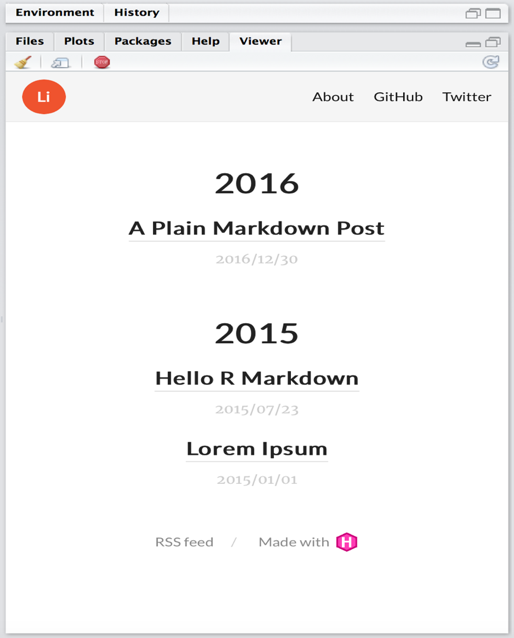 Environment History
Files Plots Packages Help Viewer
STOP
Li About GitHub Twitter
2016
A Plain Markdown Post
2016/12/30
2015
Hello R Markdown
2015/07/23
Lorem Ipsum
2015/01/01
RSS feed / Made with H